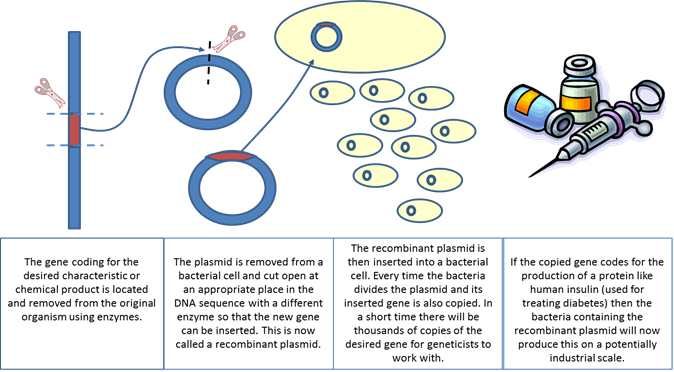 The gene coding for the
desired characteristic or
chemical product is located
and removed from the original
organism using enzymes.
The plasmid is removed from a
bacterial cell and cut open at
an appropriate place in the
DNA sequence with a different
enzyme so that the new gene
can be inserted. This is now
called a recombinant plasmid.
The recombinant plasmid is
then inserted into a bacterial
cell. Every time the bacteria
divides the plasmid and its
inserted gene is also copied. In
a short time there will be
thousands of copies of the
desired gene for geneticists to
work with.
If the copied gene codes for the
production of a protein like
human insulin (used for
treating diabetes) then the
bacteria containing the
recombinant plasmid will now
produce this on a potentially
industrial scale.